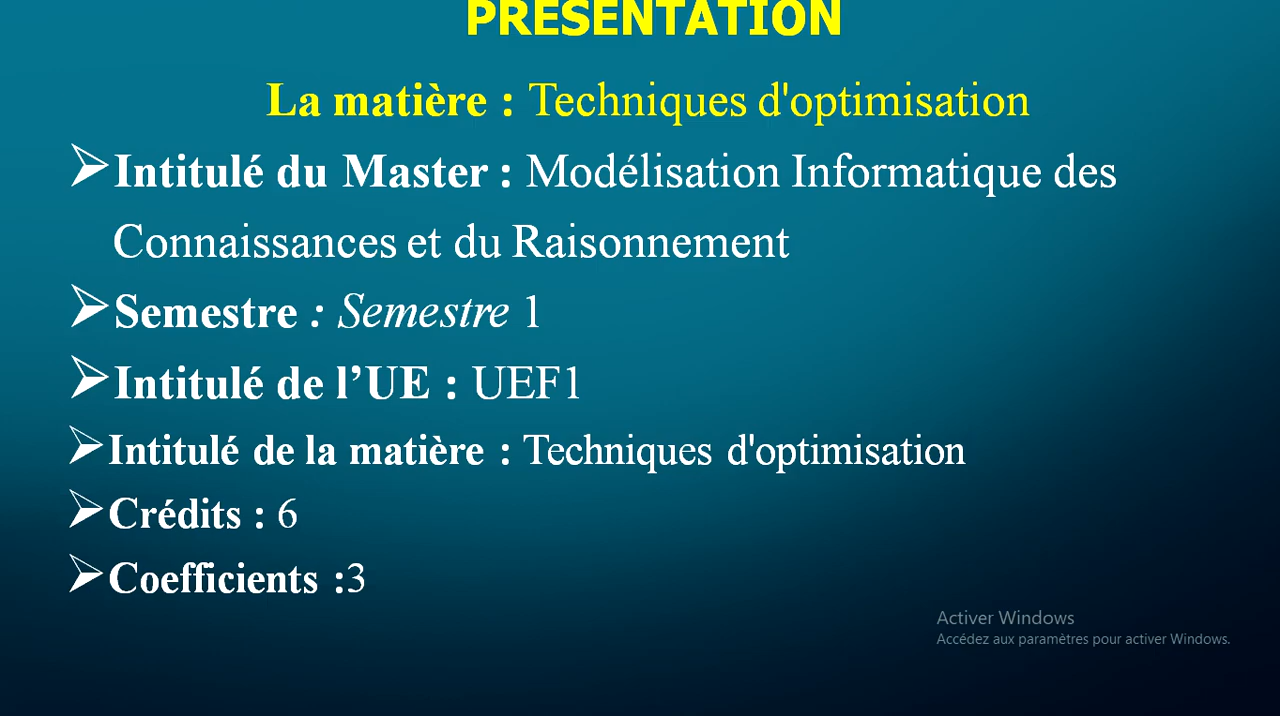 PRESENTATION
La matière : Techniques d'optimisation
Intitulé du Master : Modélisation Informatique des
Connaissances et du Raisonnement
Semestre : Semestre 1
Intitulé de l’UE : UEF1
Intitulé de la matière : Techniques d'optimisation
Crédits : 6
Coefficients :3
Activer Windows
Accédez aux paramètres pour activer Windows.